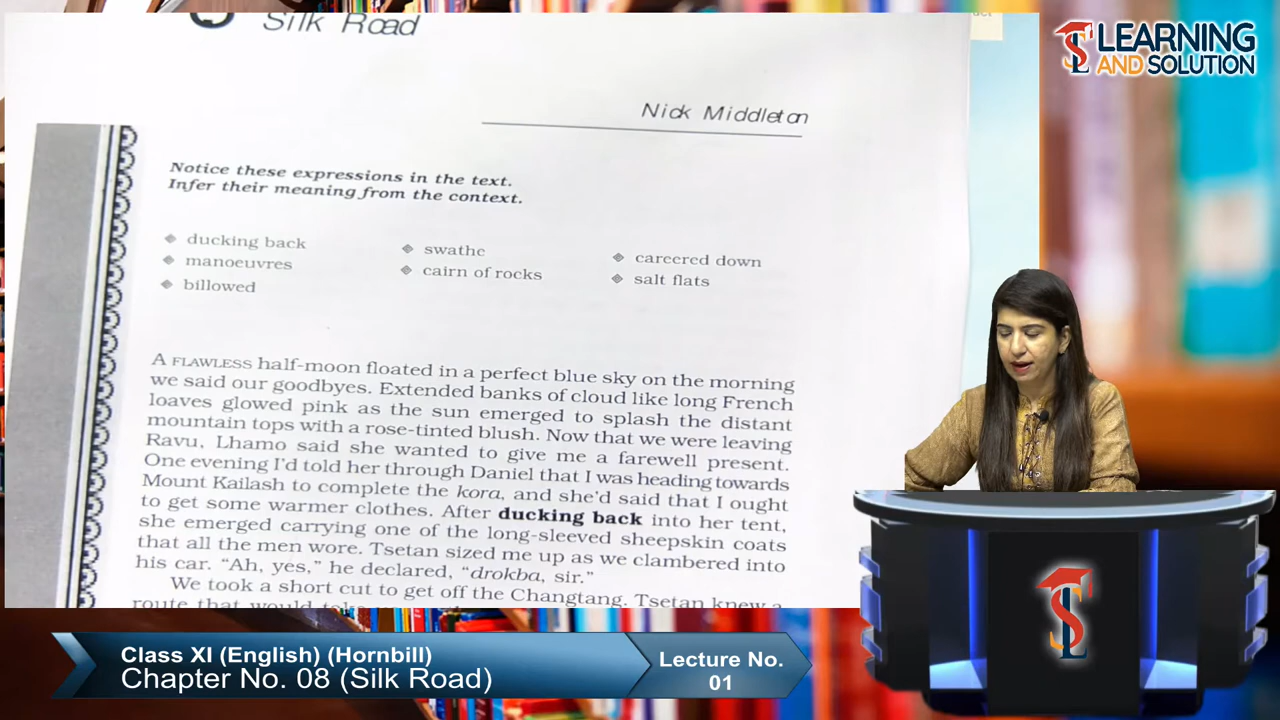 Silk Road
Nick Middleton
Notice these expressions in the text.
Infer their meaning from the context.
ducking back
manoeuvres
billowed
swathe
cairn of rocks
careered down
salt flats
A FLAWLESS half-moon floated in a perfect blue sky on the morning
we said our goodbyes. Extended banks of cloud like long French
loaves glowed pink as the sun emerged to splash the distant
mountain tops with a rose-tinted blush. Now that we were leaving
Ravu, Lhamo said she wanted to give me a farewell present.
One evening I'd told her through Daniel that I was heading towards
Mount Kailash to complete the kora, and she'd said that I ought
to get some warmer clothes. After ducking back into her tent,
she emerged carrying one of the long-sleeved sheepskin coats
that all the men wore. Tsetan sized me up as we clambered into
his car. "Ah, yes," he declared, "drokba, sir."
We took a short cut to get off the Changtang. Tsetan knew a
route that would
LEARNING
AND SOLUTION
Class XI (English) (Hornbill)
Chapter No. 08 (Silk Road)
Lecture No.
01